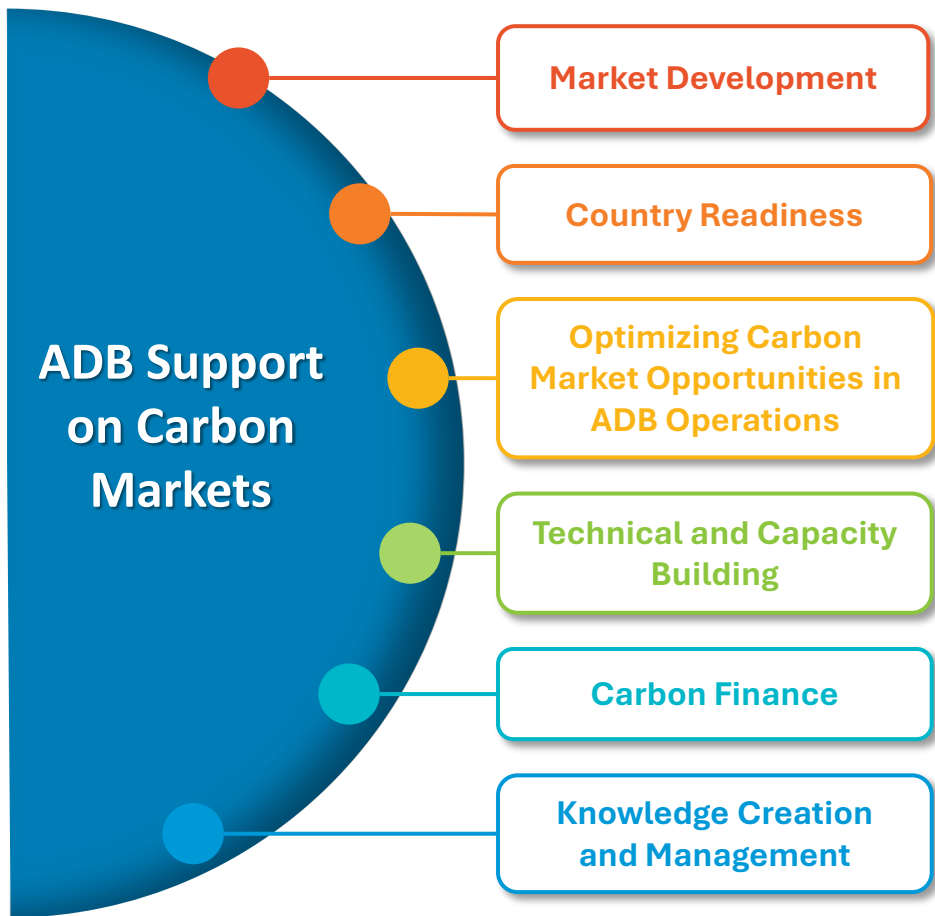 ADB Support
on Carbon
Markets
Market Development
Country Readiness
Optimizing Carbon
Market Opportunities in
ADB Operations
Technical and Capacity
Building
Carbon Finance
Knowledge Creation
and Management